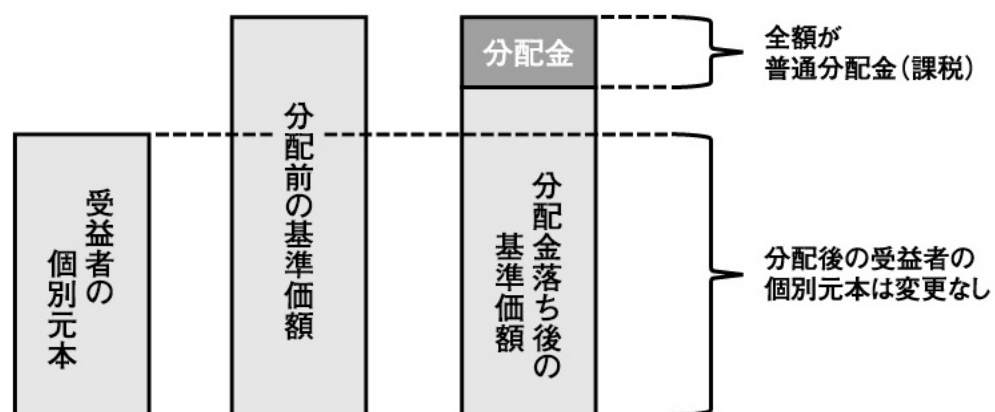 受益者の
個別元本
分配前の基準価額
分配金
分配金落ち後の
基準価額
全額が
普通分配金(課税)
分配後の受益者の
個別元本は変更なし